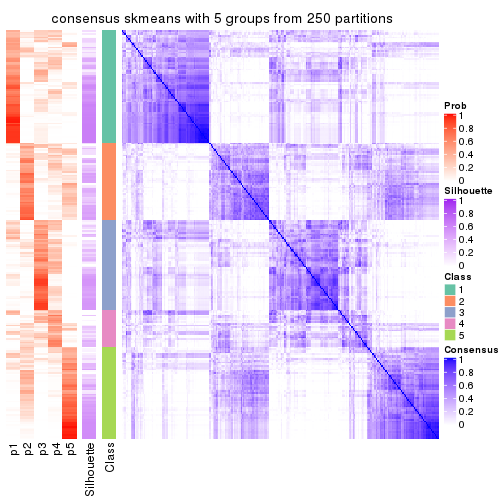 consensus skmeans with 5 groups from 250 partitions
Prob
1
0.8
0.6
0.4
0.2
0
Silhouette
1
0.8
0.6
0.4
0.2
0
Class
1
2
3
4
5
Consensus
1
0.8
0.6
0.4
0.2
0
p1
p2
p3
p4
p5
Silhouette
Class